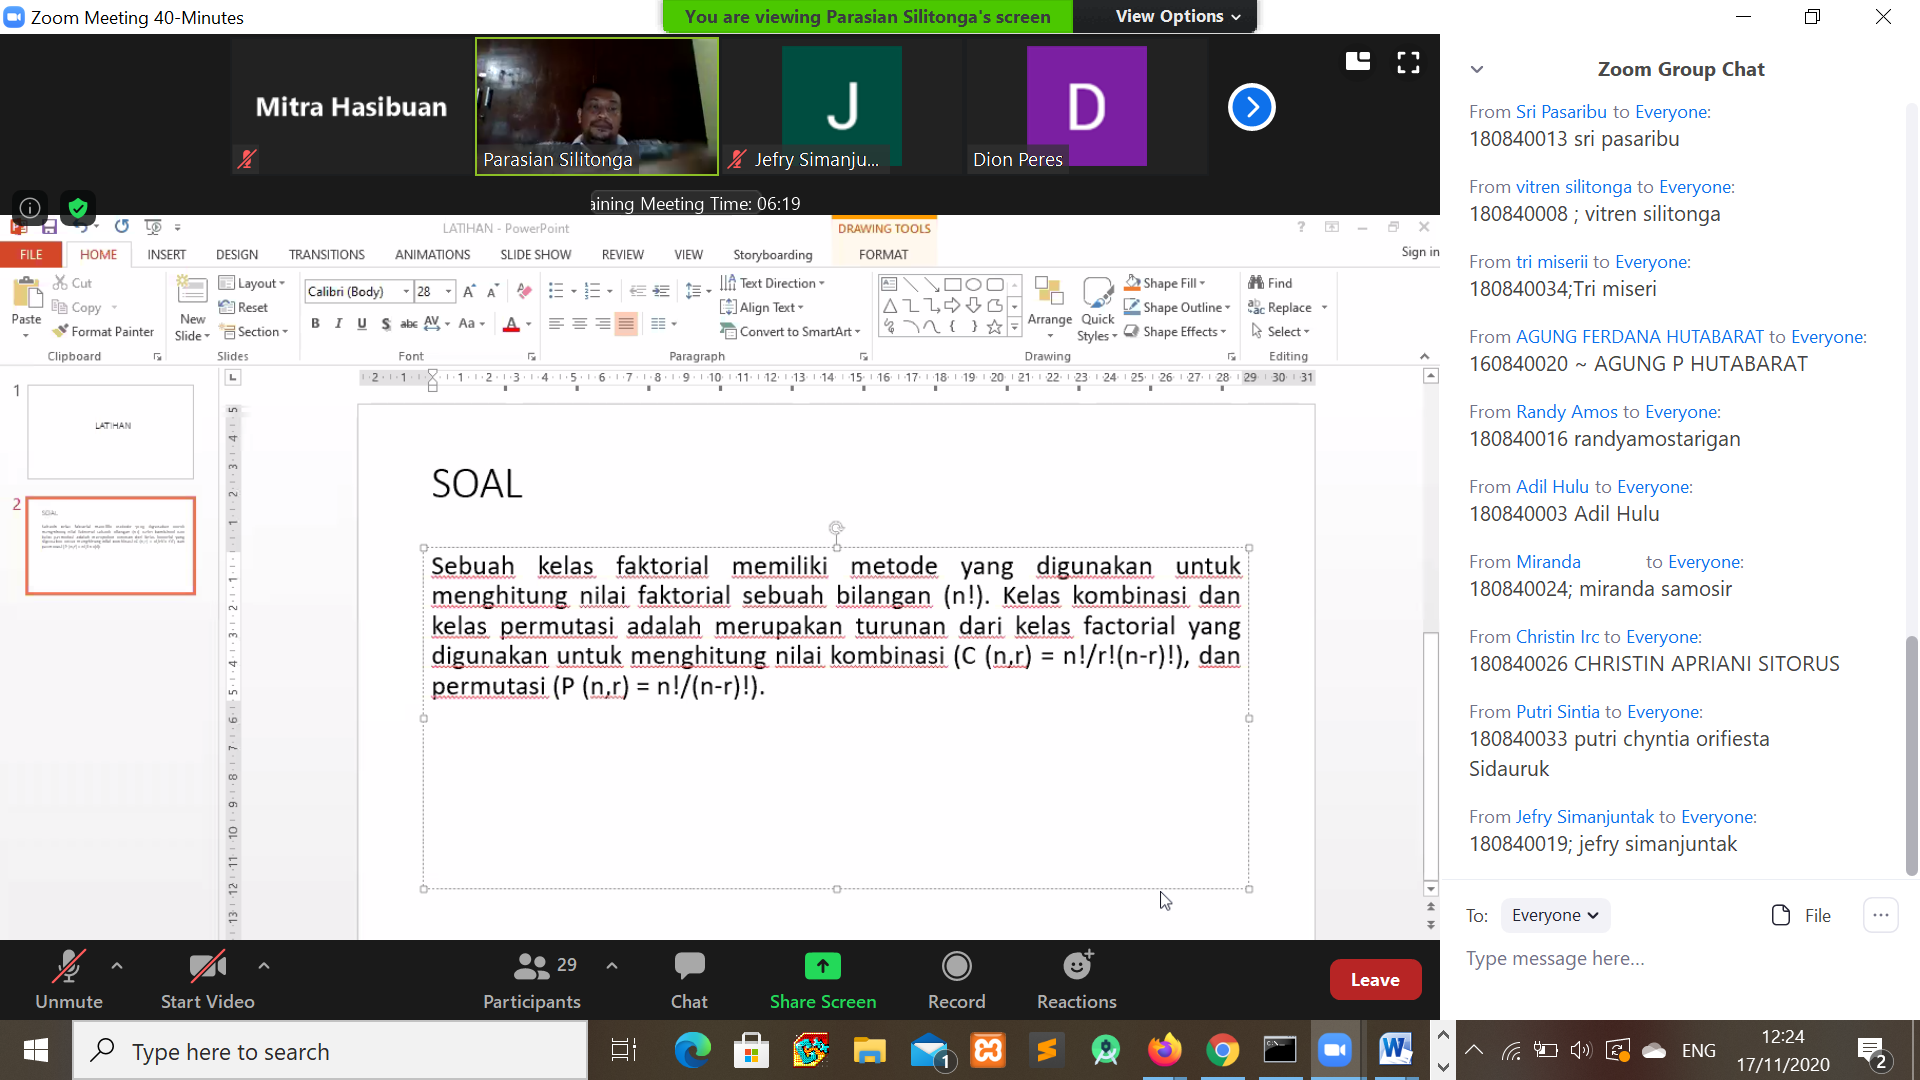 Zoom Meeting 40-Minutes
You are viewing Parasian Silitonga's screen
View Options
Mitra Hasibuan
Parasian Silitonga
J
Jefry Simanju...
D
Dion Peres
aining Meeting Time: 06:19
LATIHAN - PowerPoint
DRAWING TOOLS
FILE
HOME
INSERT
DESIGN
TRANSITIONS
ANIMATIONS
SLIDE SHOW
REVIEW
VIEW
Storyboarding
FORMAT
Sign in
Paste
Cut
Copy
Format Painter
Clipboard
New
Slide
Layout
Reset
Section
Slides
Calibri (Body)
28
Font
Text Direction
Align Text
Convert to SmartArt
Paragraph
Arrange
Quick
Styles
Shape Fill
Shape Outline
Shape Effects
Drawing
Find
Replace
Select
Editing
1
LATIHAN
2
SOAL
SOAL
Sebuah kelas faktorial memiliki metode yang digunakan untuk
menghitung nilai faktorial sebuah bilangan (n!). Kelas kombinasi dan
kelas permutasi adalah merupakan turunan dari kelas factorial yang
digunakan untuk menghitung nilai kombinasi (C (n,r) = n!/r!(n-r)!), dan
permutasi (P (n,r) = n!/(n-r)!).
Zoom Group Chat
From Sri Pasaribu to Everyone:
180840013 sri pasaribu
From vitren silitonga to Everyone:
180840008 ; vitren silitonga
From tri miserii to Everyone:
180840034;Tri miseri
From AGUNG FERDANA HUTABARAT to Everyone:
160840020 ~ AGUNG P HUTABARAT
From Randy Amos to Everyone:
180840016 randyamostarigan
From Adil Hulu to Everyone:
180840003 Adil Hulu
From Miranda to Everyone:
180840024; miranda samosir
From Christin Irc to Everyone:
180840026 CHRISTIN APRIANI SITORUS
From Putri Sintia to Everyone:
180840033 putri chyntia orifiesta
Sidauruk
From Jefry Simanjuntak to Everyone:
180840019; jefry simanjuntak
To: Everyone
File
Type message here...
Unmute
Start Video
29
Participants
Chat
Share Screen
Record
Reactions
Leave
Type here to search
1
ENG
12:24
17/11/2020
2